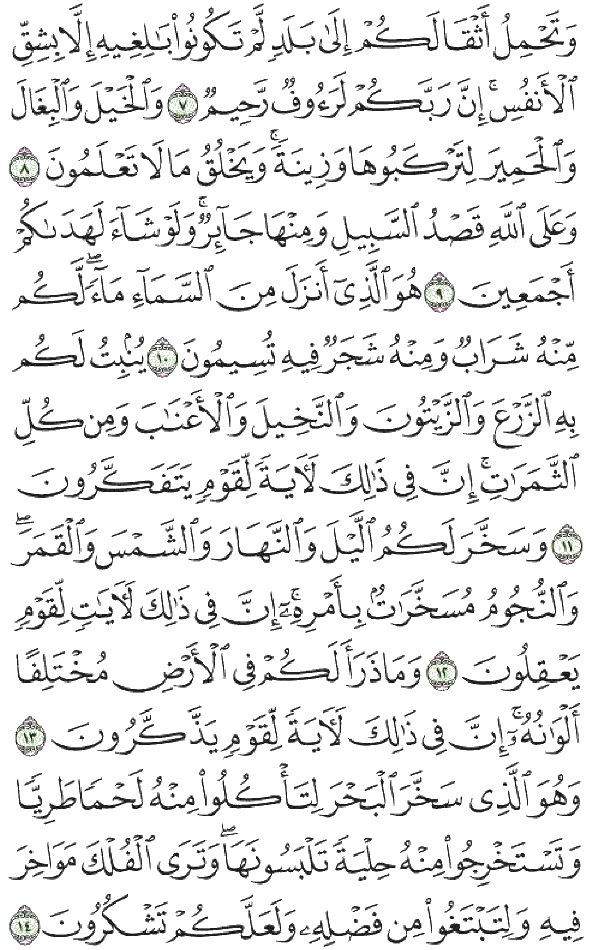 وَتَحْمِلُ أَثْقَالَكُمْ إِلَىٰ بَلَدٍ لَّمْ تَكُونُوا۟ بَـٰلِغِيهِ إِلَّا بِشِقِّ
ٱلْأَنفُسِ ۚ إِنَّ رَبَّكُمْ لَرَءُوفٌ رَّحِيمٌ ٧ وَٱلْخَيْلَ وَٱلْبِغَالَ
وَٱلْحَمِيرَ لِتَرْكَبُوهَا وَزِينَةً ۚ وَيَخْلُقُ مَا لَا تَعْلَمُونَ ٨
وَعَلَى ٱللَّهِ قَصْدُ ٱلسَّبِيلِ وَمِنْهَا جَآئِرٌ ۚ وَلَوْ شَآءَ لَهَدَىٰكُمْ
أَجْمَعِينَ ٩ هُوَ ٱلَّذِىٓ أَنزَلَ مِنَ ٱلسَّمَآءِ مَآءً ۖ لَّكُم
مِّنْهُ شَرَابٌ وَمِنْهُ شَجَرٌ فِيهِ تُسِيمُونَ ١٠ يُنۢبِتُ لَكُم
بِهِ ٱلزَّرْعَ وَٱلزَّيْتُونَ وَٱلنَّخِيلَ وَٱلْأَعْنَـٰبَ وَمِن كُلِّ
ٱلثَّمَرَٰتِ ۗ إِنَّ فِى ذَٰلِكَ لَـَٔايَةً لِّقَوْمٍ يَتَفَكَّرُونَ
١١ وَسَخَّرَ لَكُمُ ٱلَّيْلَ وَٱلنَّهَارَ وَٱلشَّمْسَ وَٱلْقَمَرَ ۖ
وَٱلنُّجُومُ مُسَخَّرَٰتٌۢ بِأَمْرِهِۦٓ ۗ إِنَّ فِى ذَٰلِكَ لَـَٔايَـٰتٍ لِّقَوْمٍ
يَعْقِلُونَ ١٢ وَمَا ذَرَأَ لَكُمْ فِى ٱلْأَرْضِ مُخْتَلِفًا
أَلْوَٰنُهُۥٓ ۗ إِنَّ فِى ذَٰلِكَ لَـَٔايَةً لِّقَوْمٍ يَذَّكَّرُونَ ١٣
وَهُوَ ٱلَّذِى سَخَّرَ ٱلْبَحْرَ لِتَأْكُلُوا۟ مِنْهُ لَحْمًا طَرِيًّا
وَتَسْتَخْرِجُوا۟ مِنْهُ حِلْيَةً تَلْبَسُونَهَا ۖ وَتَرَى ٱلْفُلْكَ مَوَاخِرَ
فِيهِ وَلِتَبْتَغُوا۟ مِن فَضْلِهِۦ وَلَعَلَّكُمْ تَشْكُرُونَ ١٤